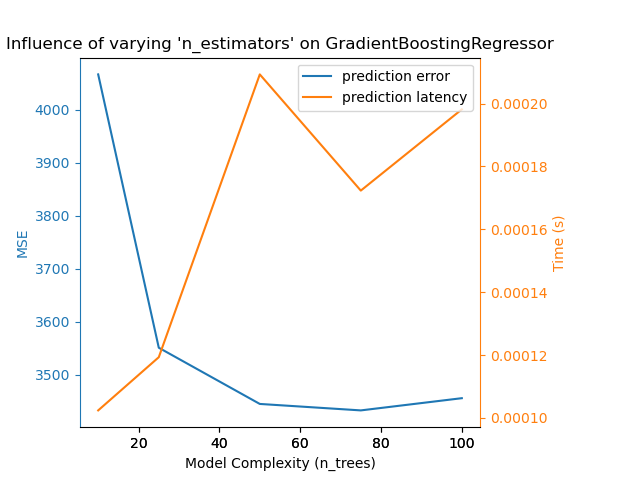 Influence of varying 'n_estimators' on GradientBoostingRegressor
prediction error
prediction latency
4000
3900
3800
3700
3600
3500
MSE
0.00020
0.00018
0.00016
0.00014
0.00012
0.00010
Time (s)
20 40 60 80 100
Model Complexity (n_trees)